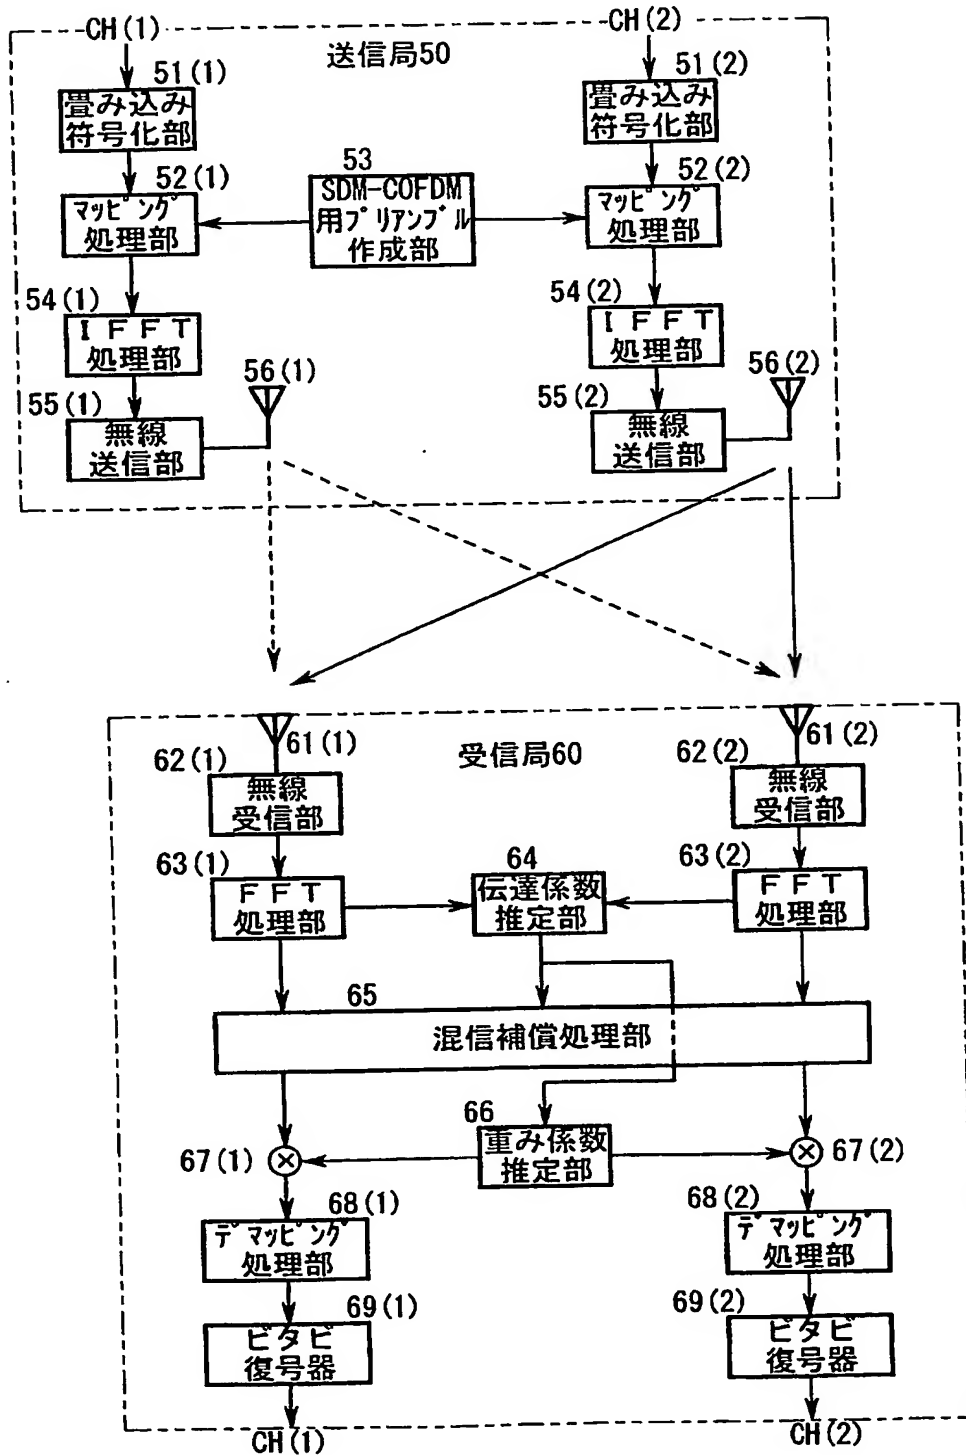 CH(1)
CH(2)
送信局50
51(1)
畳み込み
符号化部
51(2)
畳み込み
符号化部
52(1)
マッピング
処理部
53
SDM-COFDM
用プリアンブル
作成部
52(2)
マッピング
処理部
54(1)
IFFT
処理部
54(2)
IFFT
処理部
55(1)
無線
送信部
56(1)
55(2)
無線
送信部
56(2)
61(1)
受信局60
61(2)
62(1)
無線
受信部
62(2)
無線
受信部
63(1)
FFT
処理部
64
伝達係数
推定部
63(2)
FFT
処理部
65
混信補償処理部
66
重み係数
推定部
67(1)
67(2)
68(1)
デマッピング
処理部
68(2)
デマッピング
処理部
69(1)
ビタビ
復号器
69(2)
ビタビ
復号器
CH(1)
CH(2)